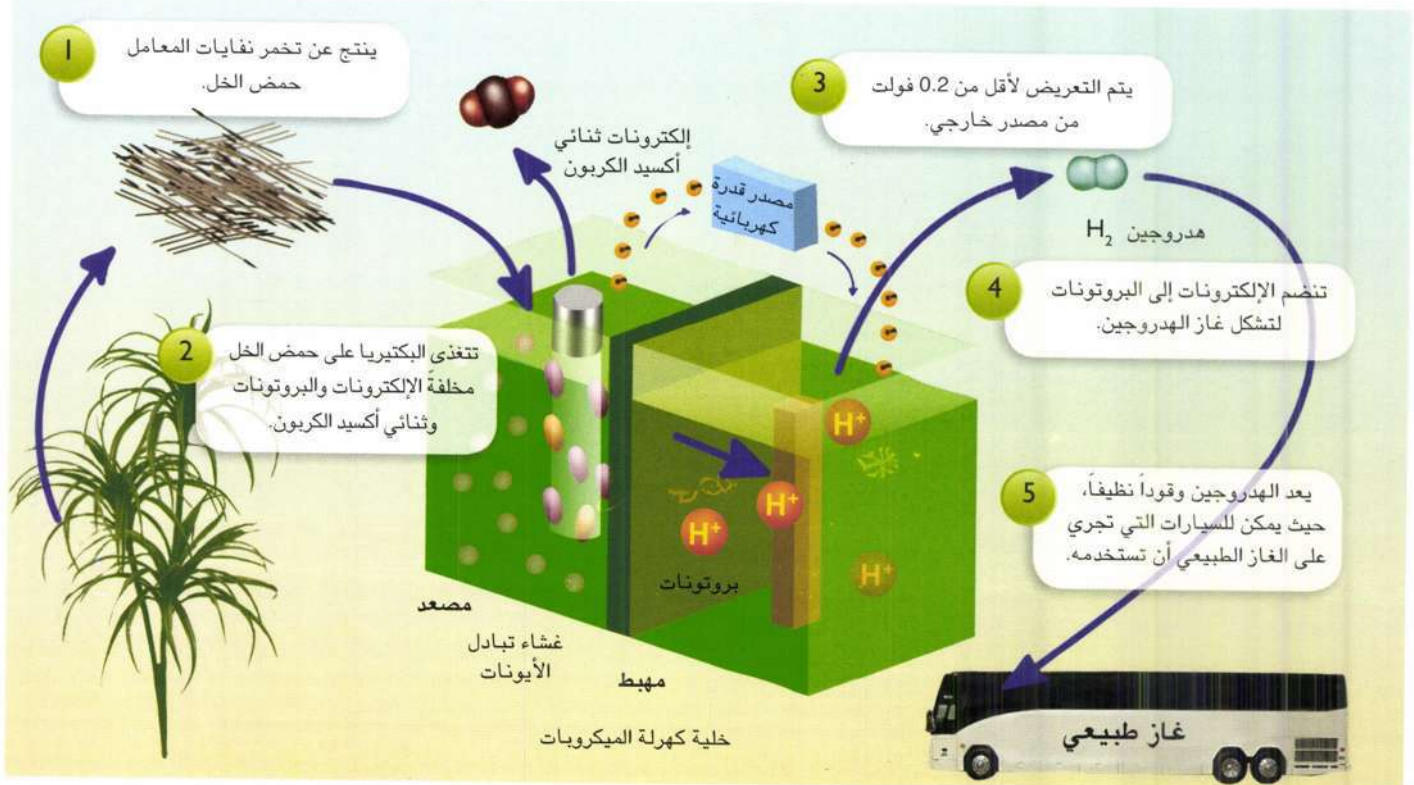 1
ينتج عن تخمر نفايات المعامل
حمض الخل.
2
تتغذى البكتيريا على حمض الخل
مخلفةً الإلكترونات والبروتونات
وثنائي أكسيد الكربون.
إلكترونات ثنائي
أكسيد الكربون
مصدر قدرة
كهربائية
3
يتم التعريض لأقل من 0.2 فولت
من مصدر خارجي.
هدروجين H₂
4
تنضم الإلكترونات إلى البروتونات
لتشكل غاز الهدروجين.
5
يعد الهدروجين وقوداً نظيفاً،
حيث يمكن للسيارات التي تجري
على الغاز الطبيعي أن تستخدمه.
H⁺
H⁺
H⁺
H⁺
بروتونات
مصعد
غشاء تبادل
الأيونات
مهبط
خلية كهرلة الميكروبات
غاز طبيعي